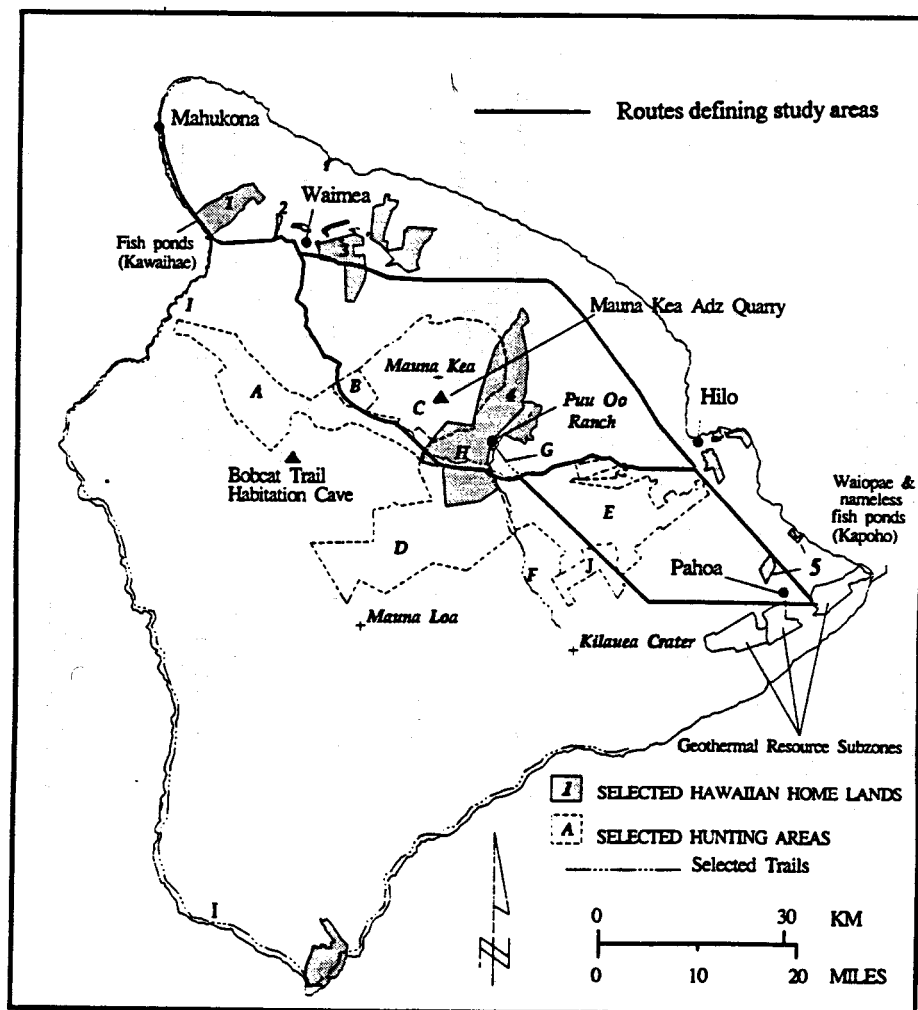 Routes defining study areas
Mahukona
Waimea
1
2
3
Fish ponds
(Kawaihae)
I
Mauna Kea Adz Quarry
Mauna Kea
A
B
C
4
Puu Oo
Ranch
Hilo
H
G
Bobcat Trail
Habitation Cave
Waiopae &
nameless
fish ponds
(Kapoho)
E
D
J
5
F
Pahoa
Mauna Loa
Kilauea Crater
Geothermal Resource Subzones
1 SELECTED HAWAIIAN HOME LANDS
A SELECTED HUNTING AREAS
Selected Trails
I
N
0 30 KM
0 10 20 MILES